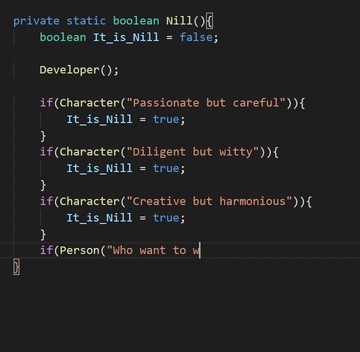 private static boolean Nill(){
boolean It_is_Nill = false;
Developer();
if(Character("Passionate but careful")){
It_is_Nill = true;
}
if(Character("Diligent but witty")){
It_is_Nill = true;
}
if(Character("Creative but harmonious")){
It_is_Nill = true;
}
if(Person("Who want to w
}